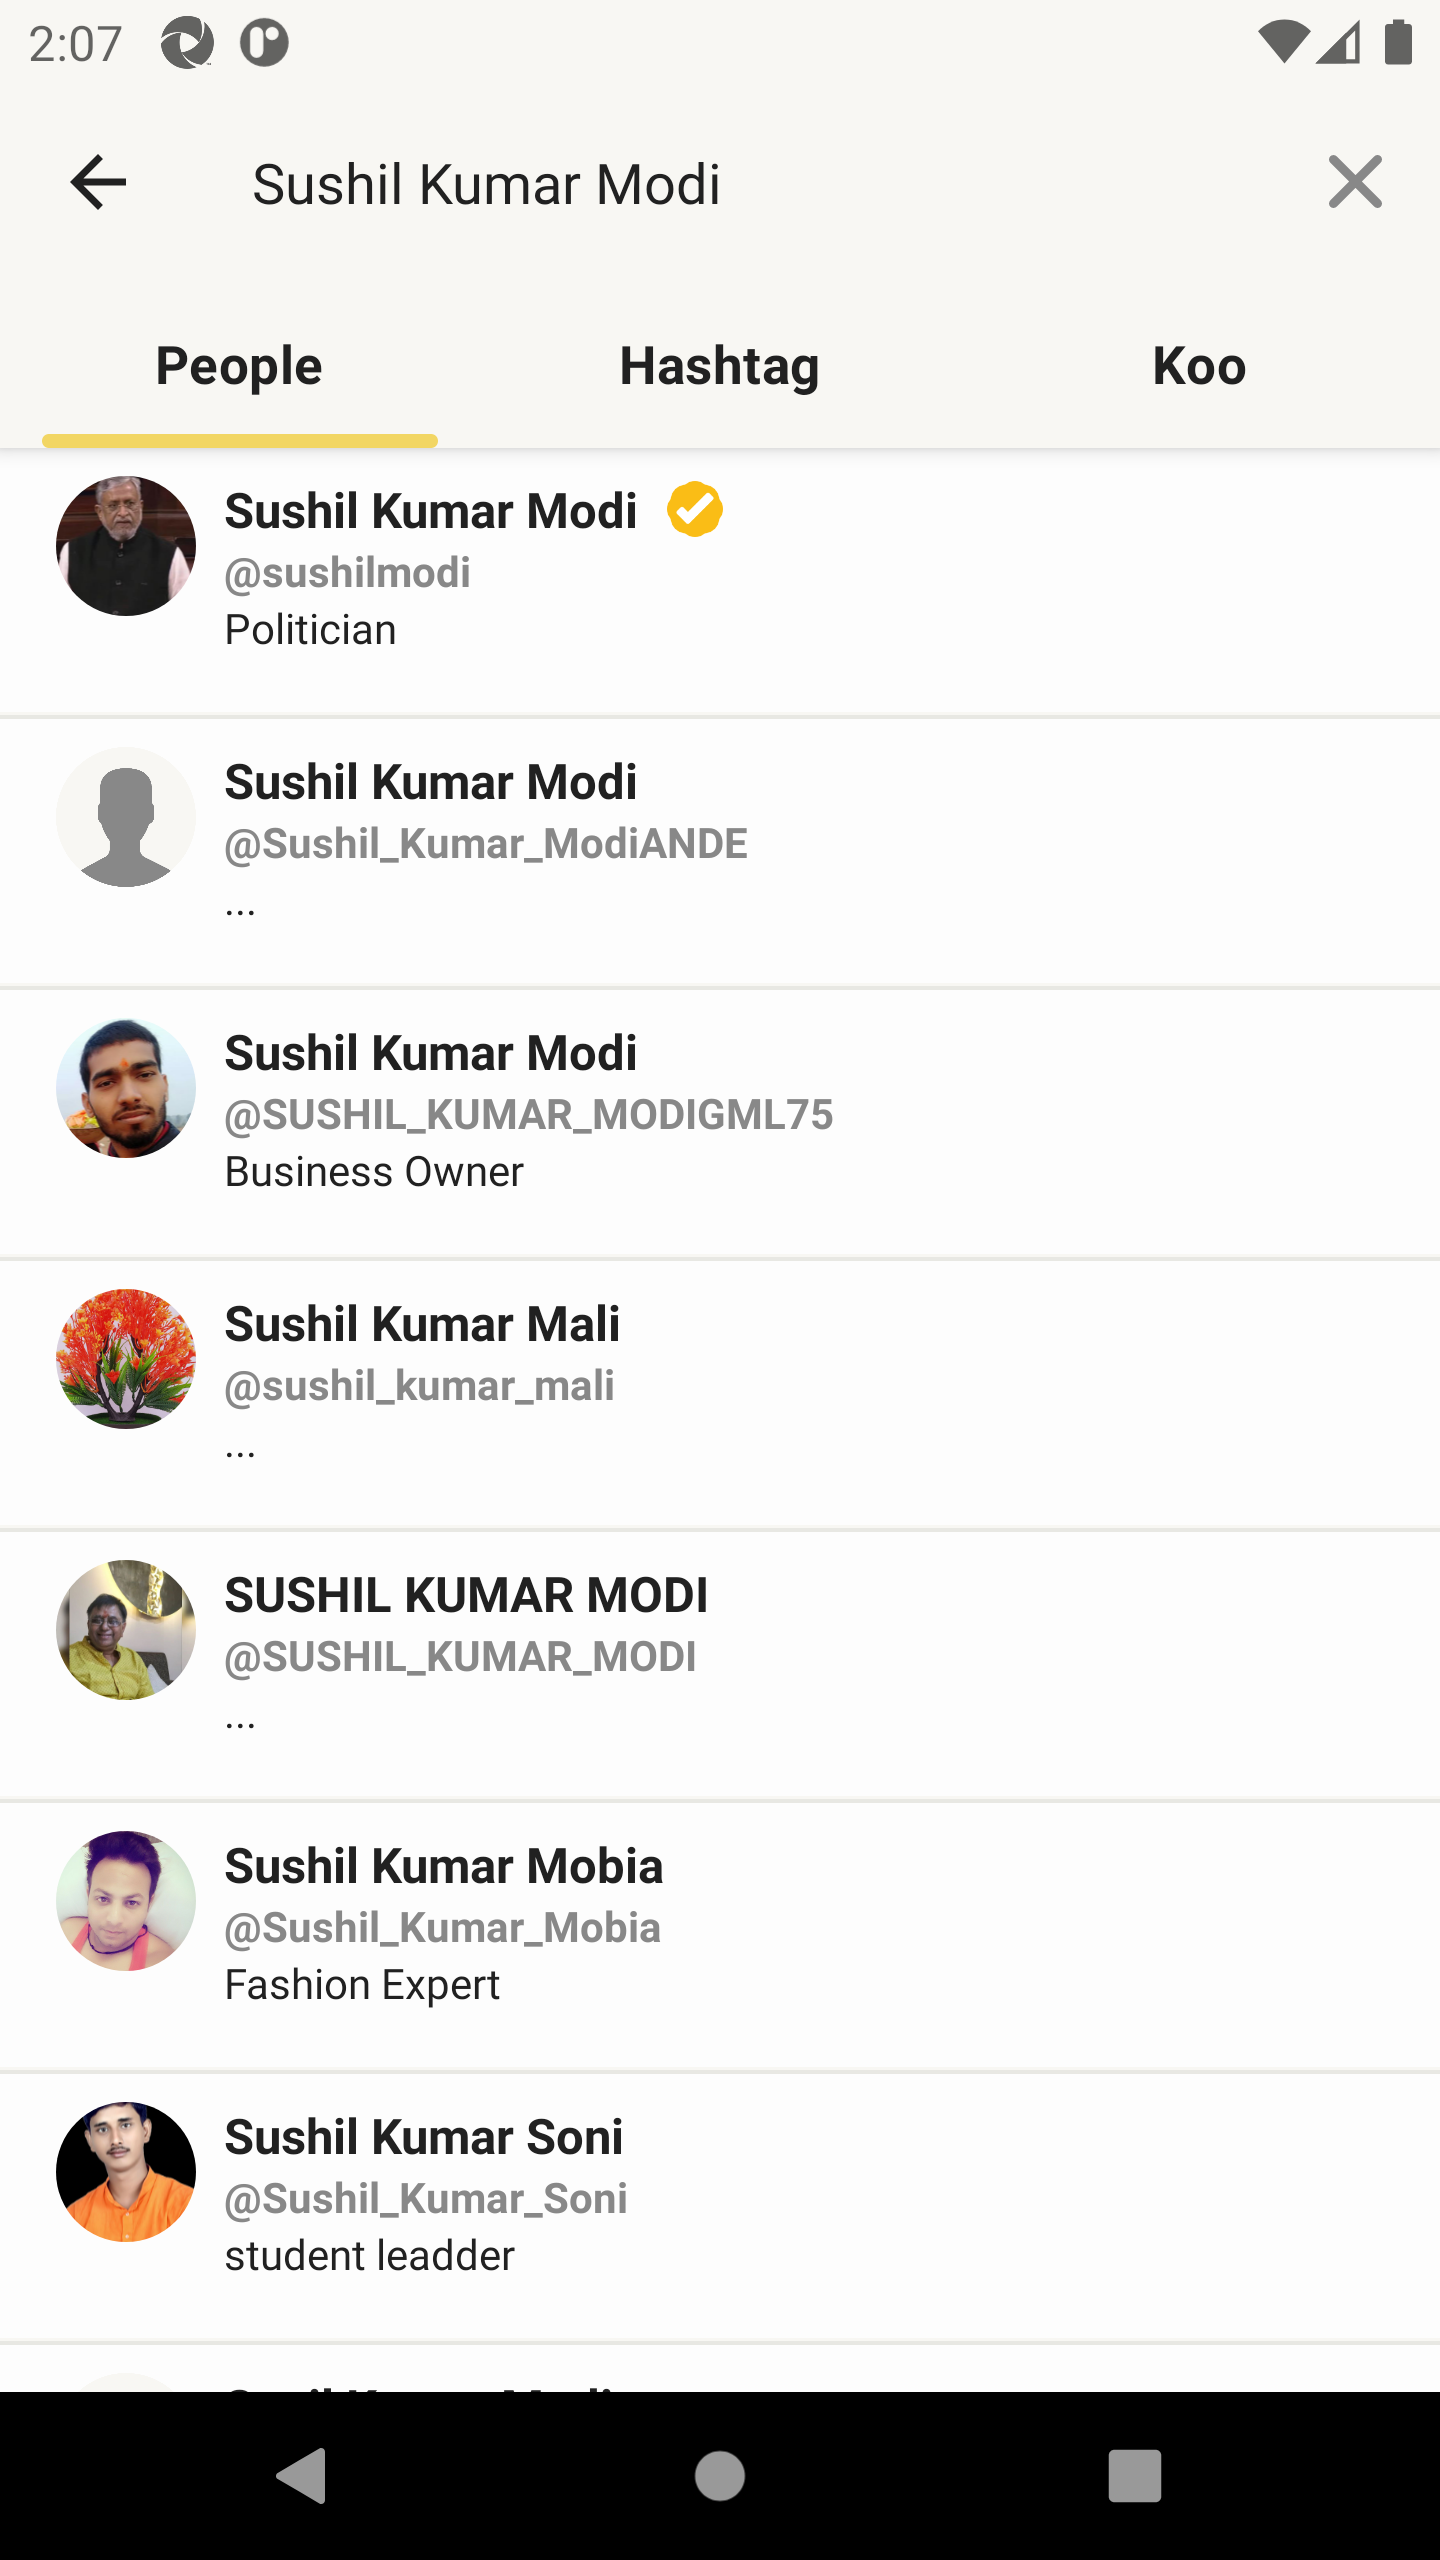 2:07
Sushil Kumar Modi
People Hashtag Koo
Sushil Kumar Modi
@sushilmodi
Politician
Sushil Kumar Modi
@Sushil_Kumar_ModiANDE
...
Sushil Kumar Modi
@SUSHIL_KUMAR_MODIGML75
Business Owner
Sushil Kumar Mali
@sushil_kumar_mali
...
SUSHIL KUMAR MODI
@SUSHIL_KUMAR_MODI
...
Sushil Kumar Mobia
@Sushil_Kumar_Mobia
Fashion Expert
Sushil Kumar Soni
@Sushil_Kumar_Soni
student leadder